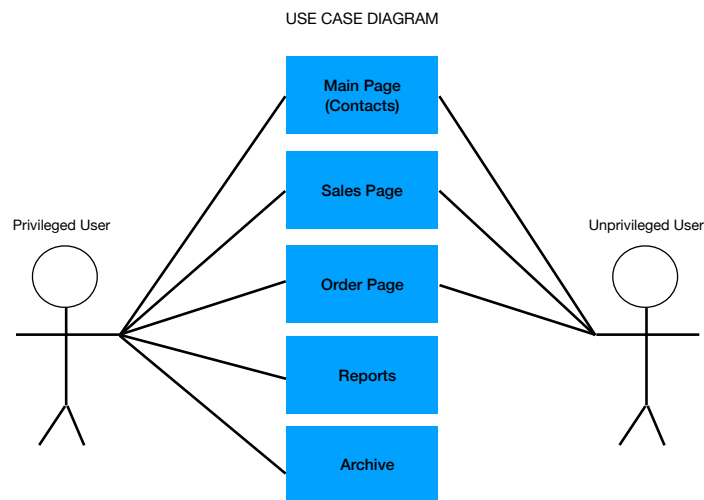 USE CASE DIAGRAM
Main Page
(Contacts)
Sales Page
Privileged User
Unprivileged User
Order Page
Reports
Archive